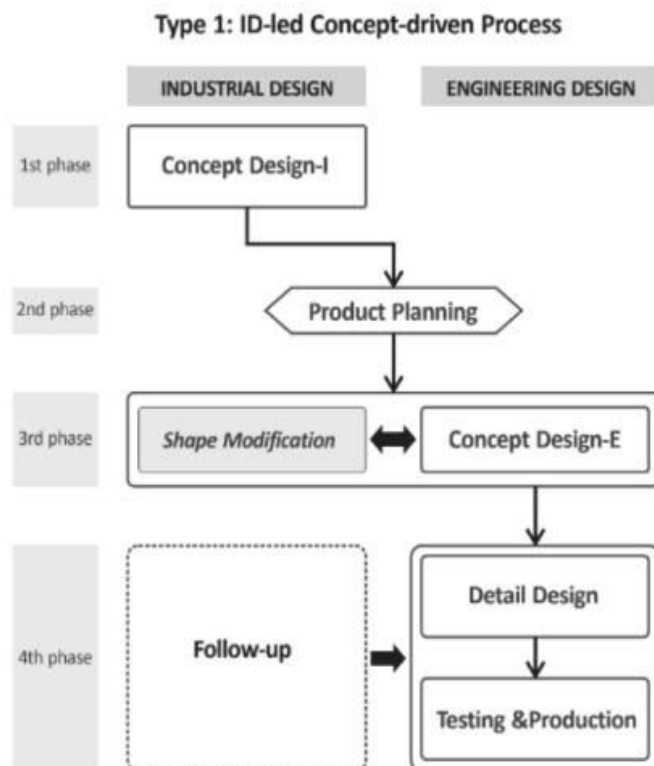 Type 1: ID-led Concept-driven Process
INDUSTRIAL DESIGN
ENGINEERING DESIGN
1st phase
Concept Design-I
2nd phase
Product Planning
3rd phase
Shape Modification
Concept Design-E
4th phase
Follow-up
Detail Design
Testing &Production